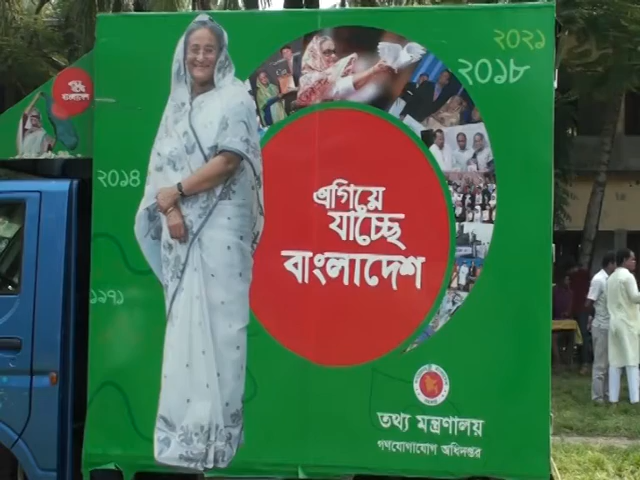 ২০২১
২০১৮
২০১৪
১৯৭১
এগিয়ে
যাচ্ছে
বাংলাদেশ
তথ্য মন্ত্রণালয়
গণযোগাযোগ অধিদপ্তর